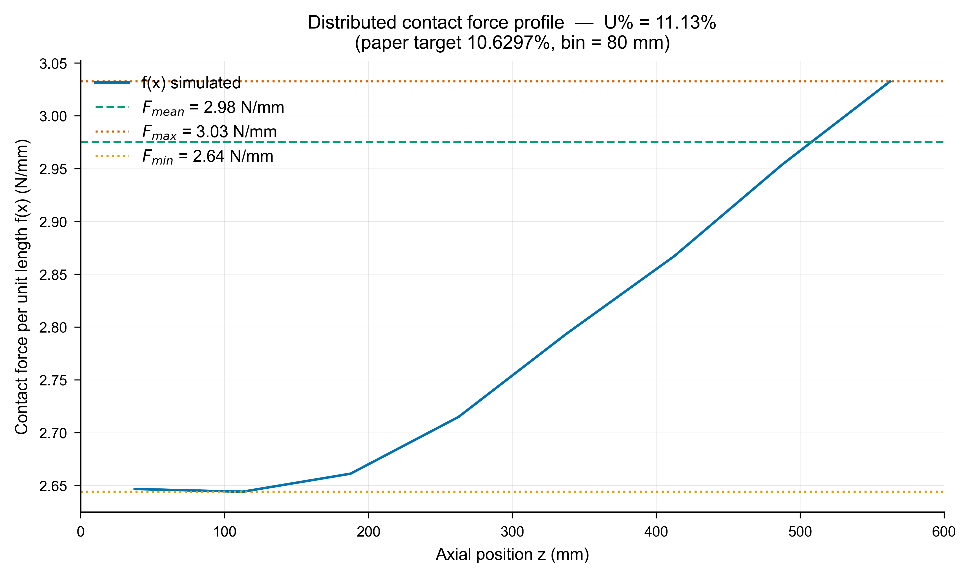 Distributed contact force profile — U% = 11.13%
(paper target 10.6297%, bin = 80 mm)
Contact force per unit length f(x) (N/mm)
3.05
3.00
2.95
2.90
2.85
2.80
2.75
2.70
2.65
f(x) simulated
F_mean = 2.98 N/mm
F_max = 3.03 N/mm
F_min = 2.64 N/mm
0 100 200 300 400 500 600
Axial position z (mm)